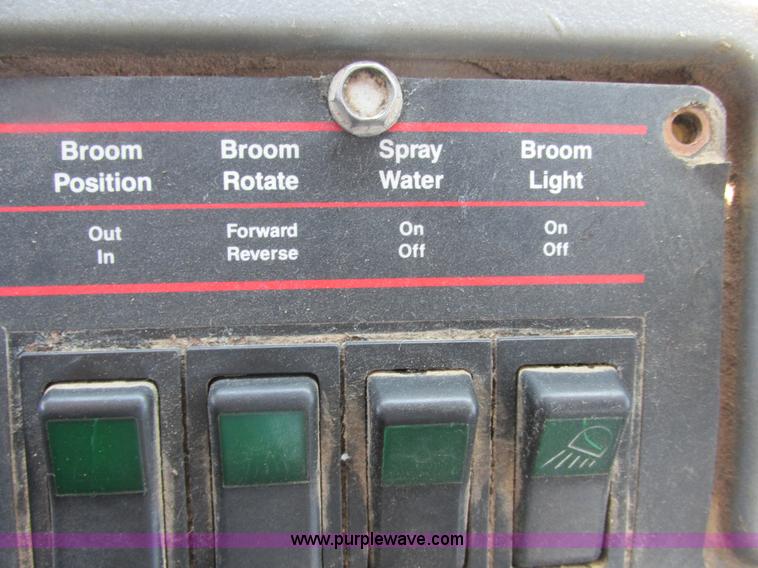 Broom Position
Broom Rotate
Spray Water
Broom Light
Out
In
Forward
Reverse
On
Off
On
Off
www.purplewave.com